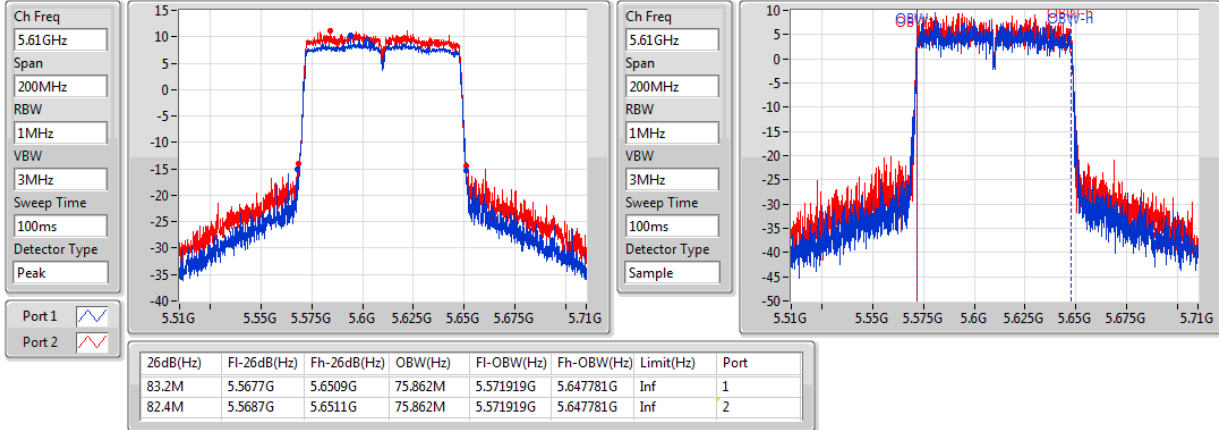 Ch Freq
5.61GHz
Span
200MHz
RBW
1MHz
VBW
3MHz
Sweep Time
100ms
Detector Type
Peak
Port 1
Port 2
15
10
5
0
-5
-10
-15
-20
-25
-30
-35
-40
5.51G 5.55G 5.575G 5.6G 5.625G 5.65G 5.675G 5.71G
Ch Freq
5.61GHz
Span
200MHz
RBW
1MHz
VBW
3MHz
Sweep Time
100ms
Detector Type
Sample
10
5
0
-5
-10
-15
-20
-25
-30
-35
-40
-45
-50
OBW-l OBW-h
OBW-h
5.51G 5.55G 5.575G 5.6G 5.625G 5.65G 5.675G 5.71G
26dB(Hz) Fl-26dB(Hz) Fh-26dB(Hz) OBW(Hz) Fl-OBW(Hz) Fh-OBW(Hz) Limit(Hz) Port
83.2M 5.5677G 5.6509G 75.862M 5.571919G 5.647781G Inf 1
82.4M 5.5687G 5.6511G 75.862M 5.571919G 5.647781G Inf 2